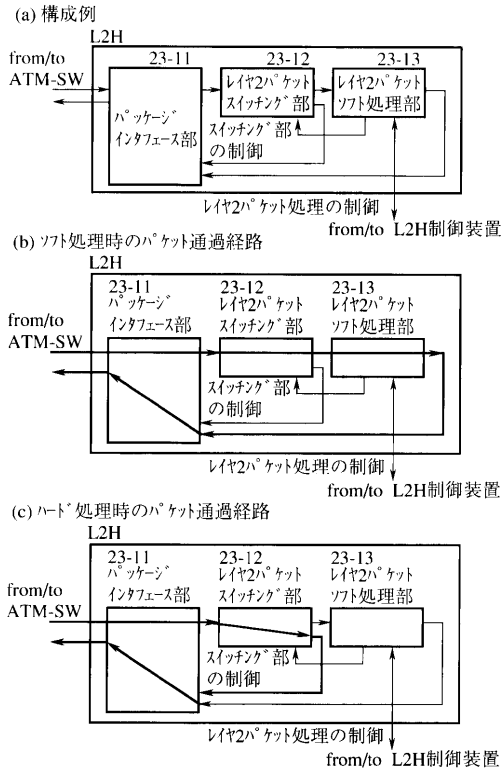 (a) 構成例
L2H
from/to
ATM-SW
23-11
23-12
23-13
パッケージ
インタフェース部
レイヤ2パケット
スイッチング部
レイヤ2パケット
ソフト処理部
スイッチング部
の制御
レイヤ2パケット処理の制御
from/to L2H制御装置
(b) ソフト処理時のパケット通過経路
L2H
from/to
ATM-SW
23-11
パッケージ
インタフェース部
23-12
レイヤ2パケット
スイッチング部
23-13
レイヤ2パケット
ソフト処理部
スイッチング部
の制御
レイヤ2パケット処理の制御
from/to L2H制御装置
(c) ハード処理時のパケット通過経路
L2H
from/to
ATM-SW
23-11
パッケージ
インタフェース部
23-12
レイヤ2パケット
スイッチング部
23-13
レイヤ2パケット
ソフト処理部
スイッチング部
の制御
レイヤ2パケット処理の制御
from/to L2H制御装置